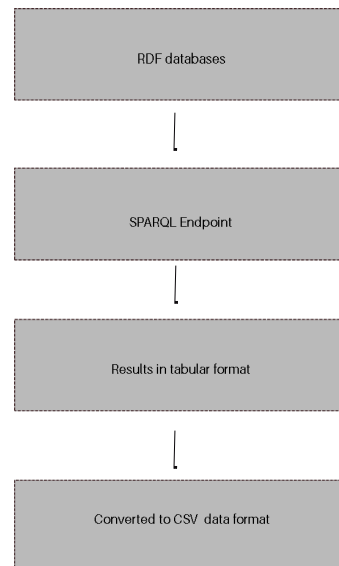 RDF databases
SPARQL Endpoint
Results in tabular format
Converted to CSV data format